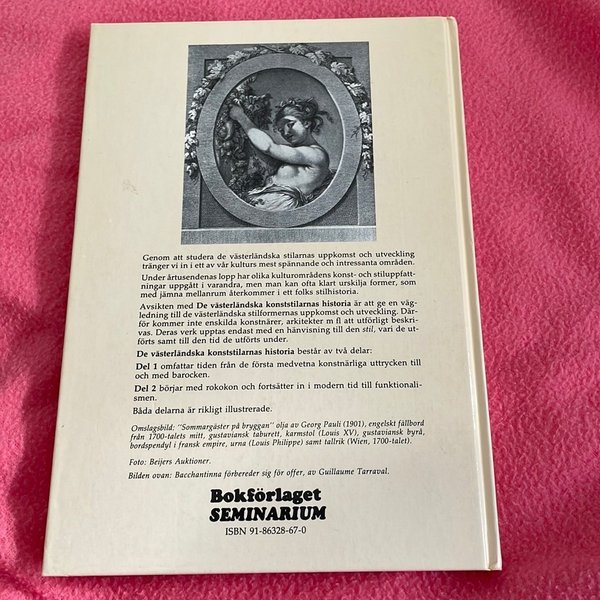 Genom att studera de västerländska stilarnas uppkomst och utveckling
tränger vi in i ett av vår kulturs mest spännande och intressanta områden.
Under årtusendenas lopp har olika kulturområdens konst- och stiluppfatt-
ningar uppgått i varandra, men man kan ofta klart urskilja former, som
med jämna mellanrum återkommer i ett folks stilhistoria.
Avsikten med De västerländska konststilarnas historia är att ge en väg-
ledning till de västerländska stilformernas uppkomst och utveckling. Där-
för kommer inte enskilda konstnärer, arkitekter m fl att utförligt beskri-
vas. Deras verk upptas endast med en hänvisning till den stil, vari de ut-
förts samt till den tid de utförts under.
De västerländska konststilarnas historia består av två delar:
Del 1 omfattar tiden från de första medvetna konstnärliga uttrycken till
och med barocken.
Del 2 börjar med rokokon och fortsätter in i modern tid till funktionali-
smen.
Båda delarna är rikligt illustrerade.
Omslagsbild: "Sommargäster på bryggan" olja av Georg Pauli (1901), engelskt fällbord
från 1700-talets mitt, gustaviansk taburett, karmstol (Louis XV), gustaviansk byrå,
bordspendyl i fransk empire, urna (Louis Philippe) samt tallrik (Wien, 1700-talet).
Foto: Beijers Auktioner.
Bilden ovan: Bacchantinna förbereder sig för offer, av Guillaume Tarraval.
Bokförlaget
SEMINARIUM
ISBN 91-86328-67-0